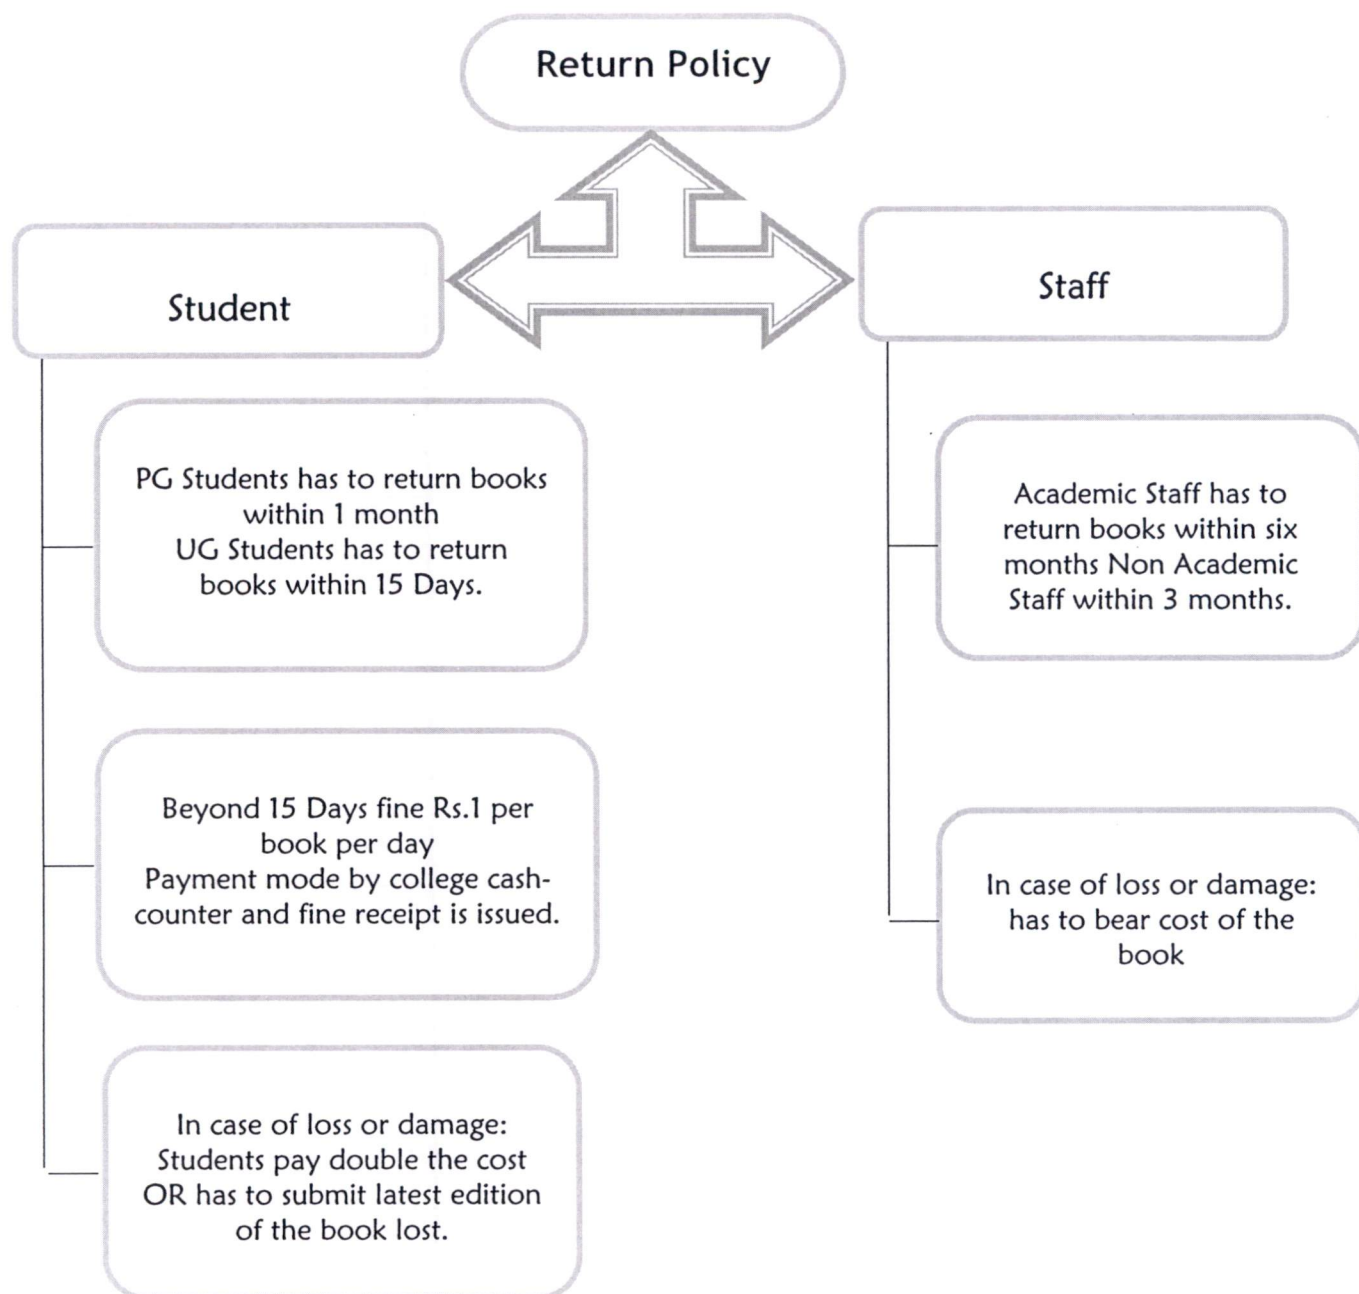 Return Policy
Student
PG Students has to return books
within 1 month
UG Students has to return
books within 15 Days.
Beyond 15 Days fine Rs.1 per
book per day
Payment mode by college cash-
counter and fine receipt is issued.
In case of loss or damage:
Students pay double the cost
OR has to submit latest edition
of the book lost.
Staff
Academic Staff has to
return books within six
months Non Academic
Staff within 3 months.
In case of loss or damage:
has to bear cost of the
book